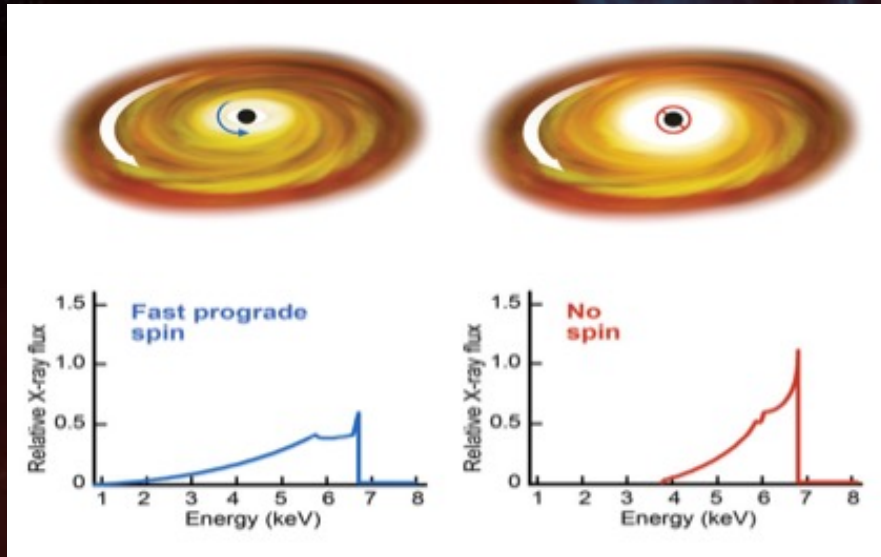 Fast prograde
spin
Relative X-ray flux
1.5
1.0
0.5
0
1 2 3 4 5 6 7 8
Energy (keV)
No
spin
Relative X-ray flux
1.5
1.0
0.5
0
1 2 3 4 5 6 7 8
Energy (keV)